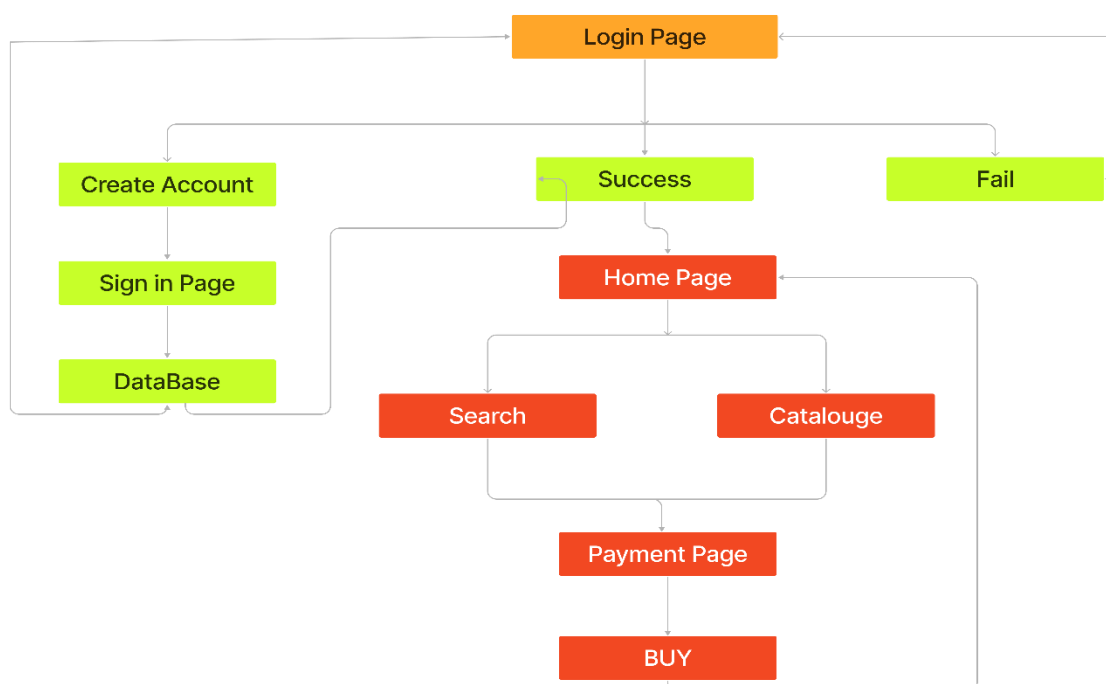 Login Page
Create Account
Success
Fail
Sign in Page
Home Page
DataBase
Search
Catalouge
Payment Page
BUY